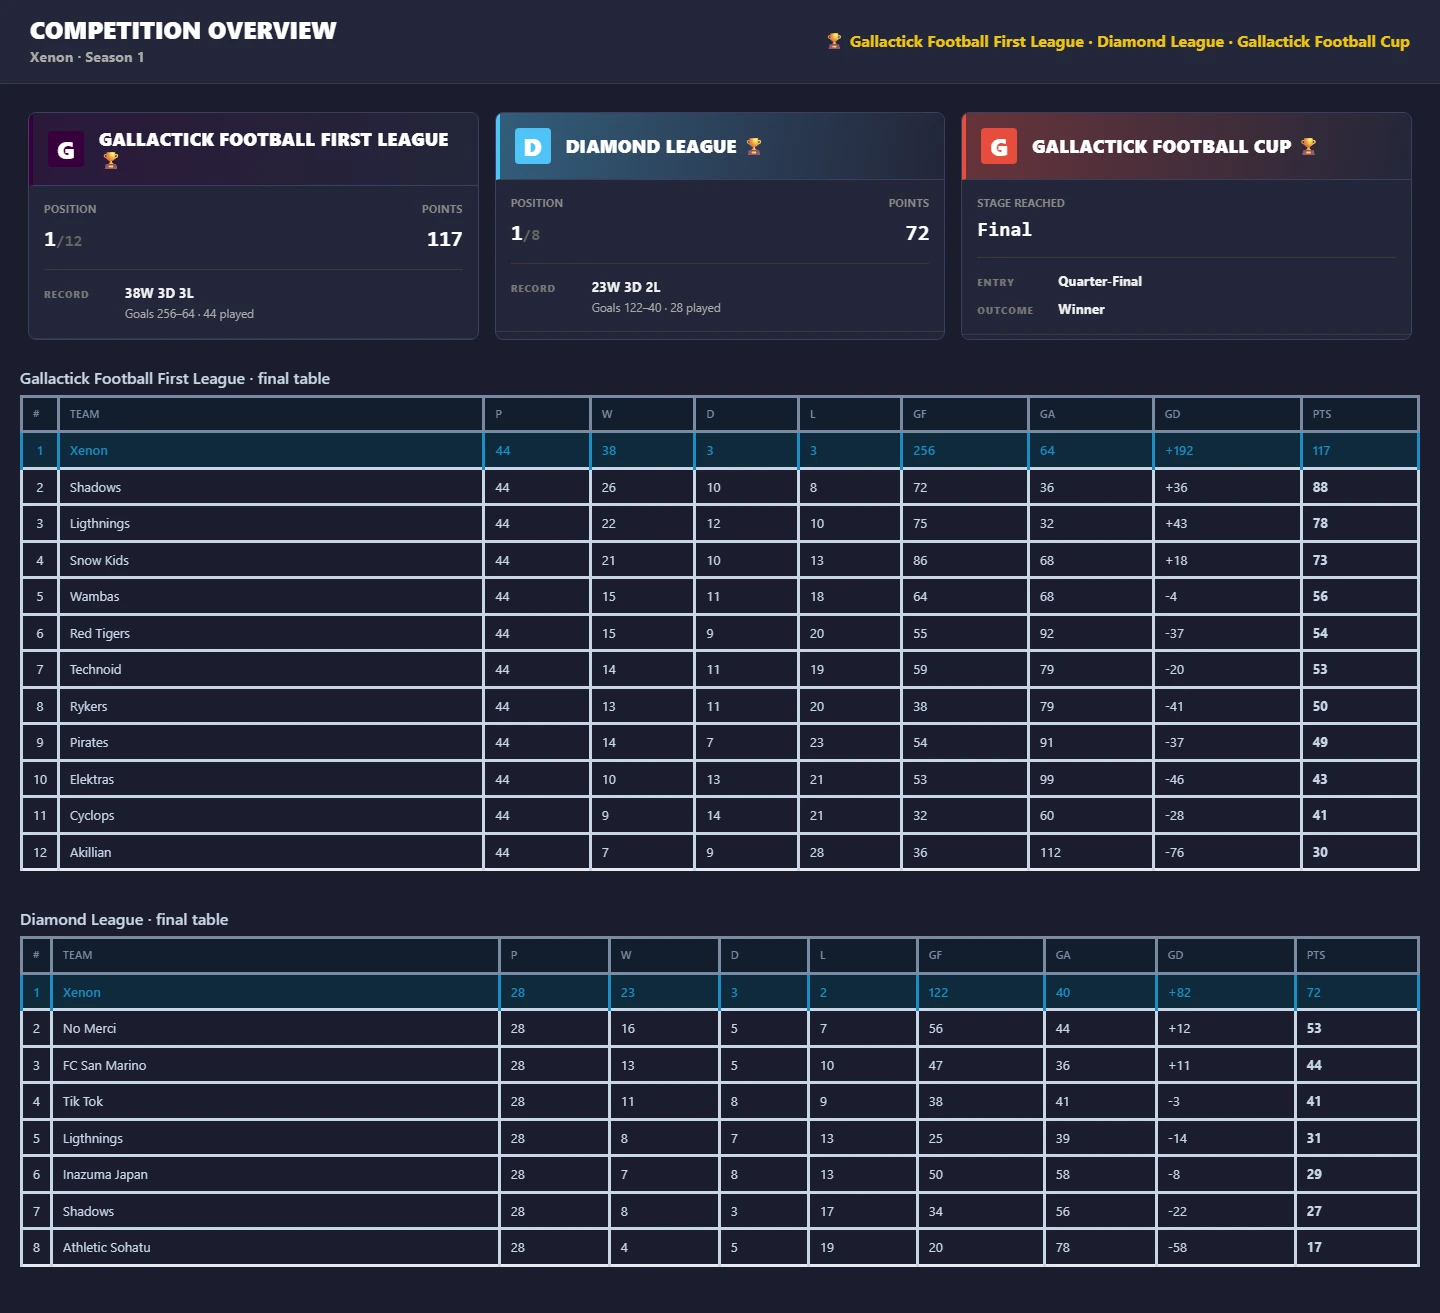 COMPETITION OVERVIEW
Xenon · Season 1
🏆 Gallactick Football First League · Diamond League · Gallactick Football Cup
G GALLACTICK FOOTBALL FIRST LEAGUE 🏆
POSITION POINTS
1/12 117
RECORD 38W 3D 3L
Goals 256–64 · 44 played
D DIAMOND LEAGUE 🏆
POSITION POINTS
1/8 72
RECORD 23W 3D 2L
Goals 122–40 · 28 played
G GALLACTICK FOOTBALL CUP 🏆
STAGE REACHED
Final
ENTRY Quarter-Final
OUTCOME Winner
Gallactick Football First League · final table
# TEAM P W D L GF GA GD PTS
1 Xenon 44 38 3 3 256 64 +192 117
2 Shadows 44 26 10 8 72 36 +36 88
3 Ligthnings 44 22 12 10 75 32 +43 78
4 Snow Kids 44 21 10 13 86 68 +18 73
5 Wambas 44 15 11 18 64 68 -4 56
6 Red Tigers 44 15 9 20 55 92 -37 54
7 Technoid 44 14 11 19 59 79 -20 53
8 Rykers 44 13 11 20 38 79 -41 50
9 Pirates 44 14 7 23 54 91 -37 49
10 Elektras 44 10 13 21 53 99 -46 43
11 Cyclops 44 9 14 21 32 60 -28 41
12 Akillian 44 7 9 28 36 112 -76 30
Diamond League · final table
# TEAM P W D L GF GA GD PTS
1 Xenon 28 23 3 2 122 40 +82 72
2 No Merci 28 16 5 7 56 44 +12 53
3 FC San Marino 28 13 5 10 47 36 +11 44
4 Tik Tok 28 11 8 9 38 41 -3 41
5 Ligthnings 28 8 7 13 25 39 -14 31
6 Inazuma Japan 28 7 8 13 50 58 -8 29
7 Shadows 28 8 3 17 34 56 -22 27
8 Athletic Sohatu 28 4 5 19 20 78 -58 17